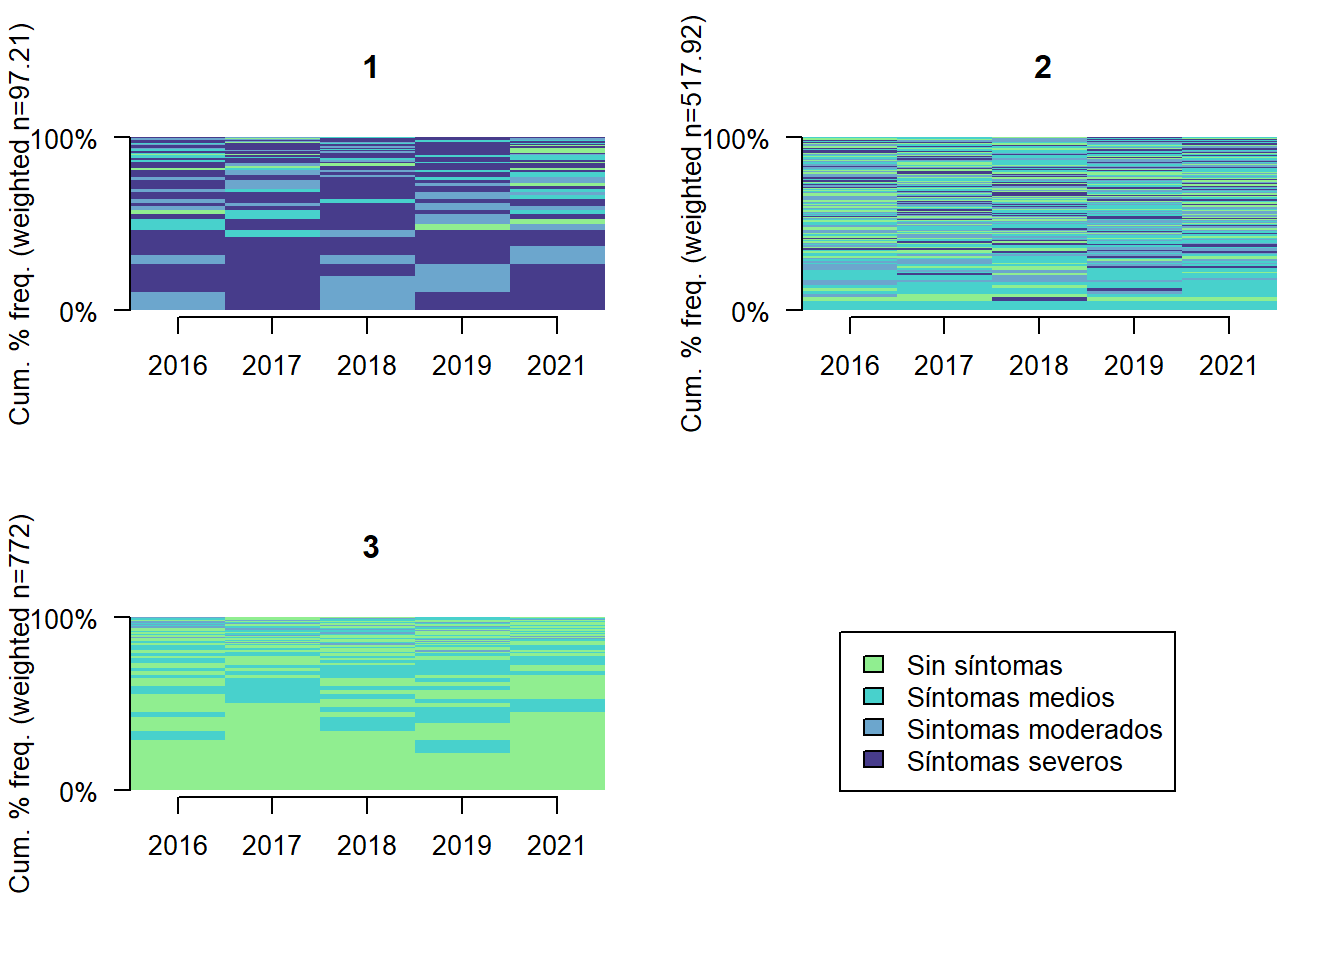 1
Cum. % freq. (weighted n=97.21)
100%
0%
2016 2017 2018 2019 2021
2
Cum. % freq. (weighted n=517.92)
100%
0%
2016 2017 2018 2019 2021
3
Cum. % freq. (weighted n=772)
100%
0%
2016 2017 2018 2019 2021
Sin síntomas
Síntomas medios
Sintomas moderados
Síntomas severos